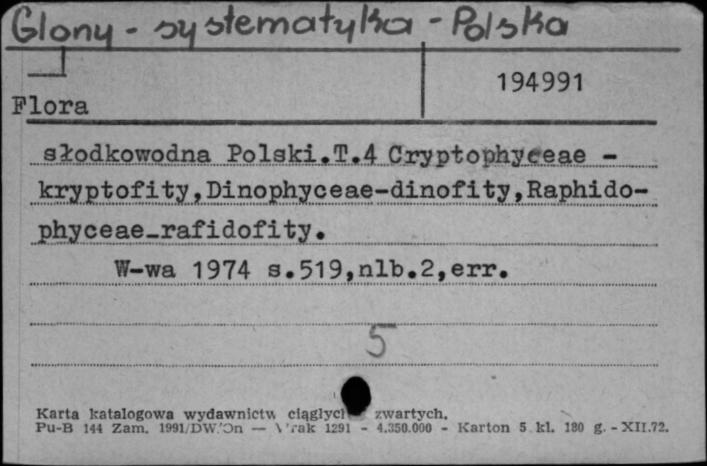 Glony - systematyka - Polska
194991
Flora
słodkowodna Polski.T.4 Cryptophyceae -
kryptofity,Dinophyceae-dinofity,Raphido-
phyceae-rafidofity.
W-wa 1974 s.519,nlb.2,err.
5
Karta katalogowa wydawnictw ciągłych zwartych.
Pu-B 144 Zam. 1991/DW. — 1291 - 4.350.000 - Karton 5 kl. 180 g. - XII.72.